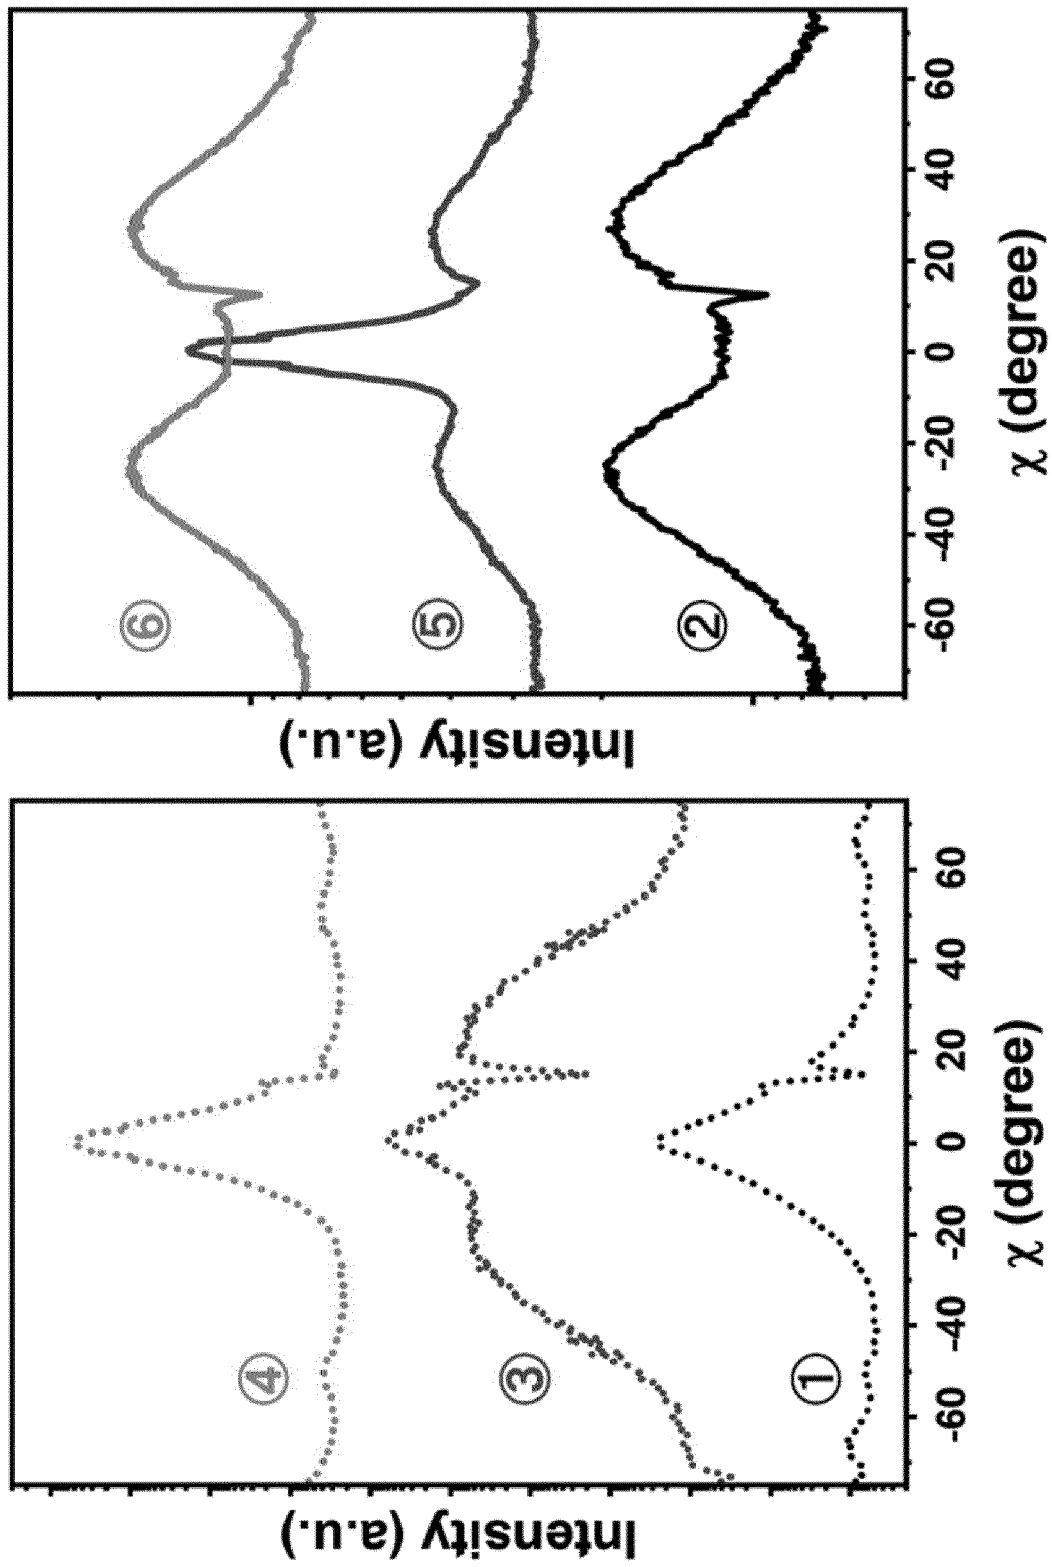 Intensity (a.u.)
④
③
①
-60 -40 -20 0 20 40 60
χ (degree)
Intensity (a.u.)
⑥
⑤
②
-60 -40 -20 0 20 40 60
χ (degree)